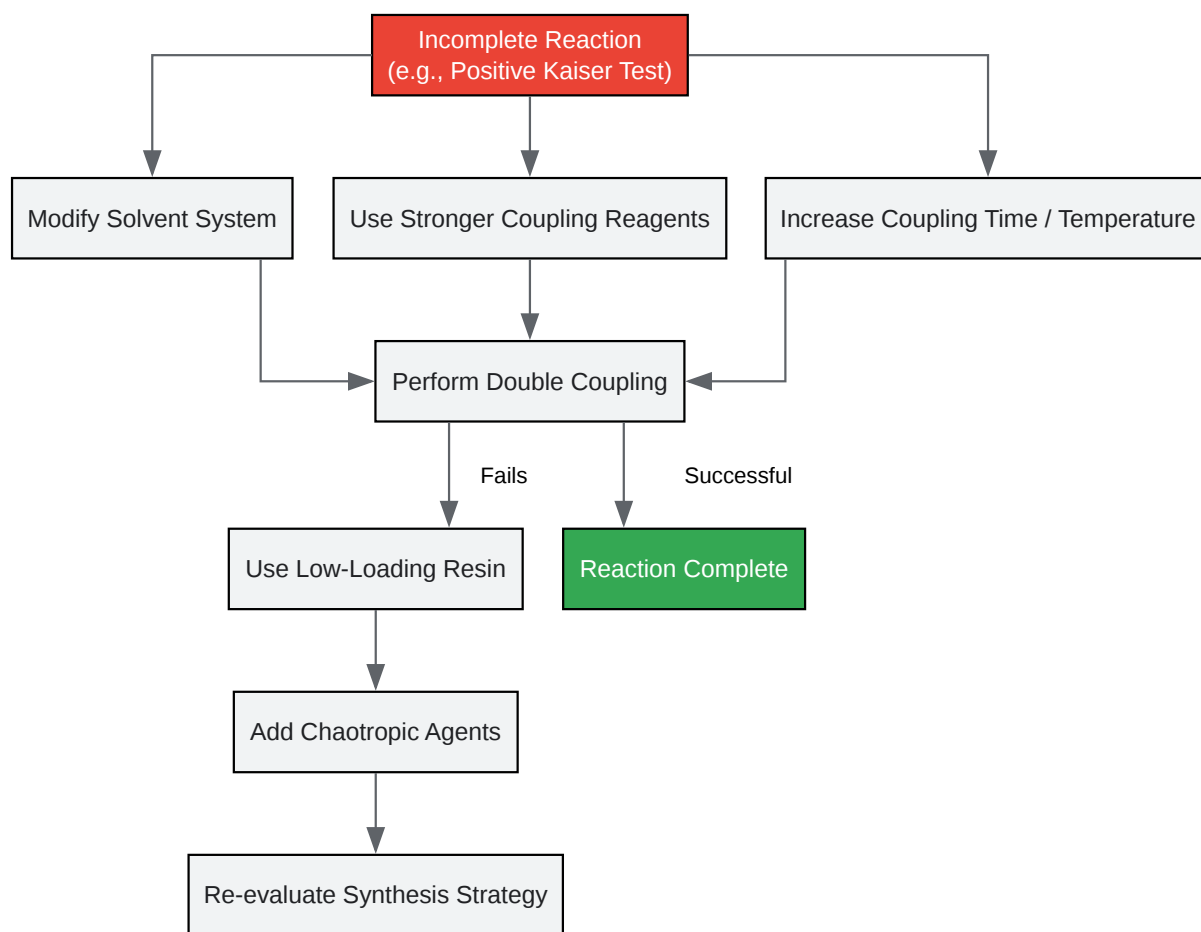 Incomplete Reaction
(e.g., Positive Kaiser Test)
Modify Solvent System
Use Stronger Coupling Reagents
Increase Coupling Time / Temperature
Perform Double Coupling
Fails
Successful
Use Low-Loading Resin
Reaction Complete
Add Chaotropic Agents
Re-evaluate Synthesis Strategy